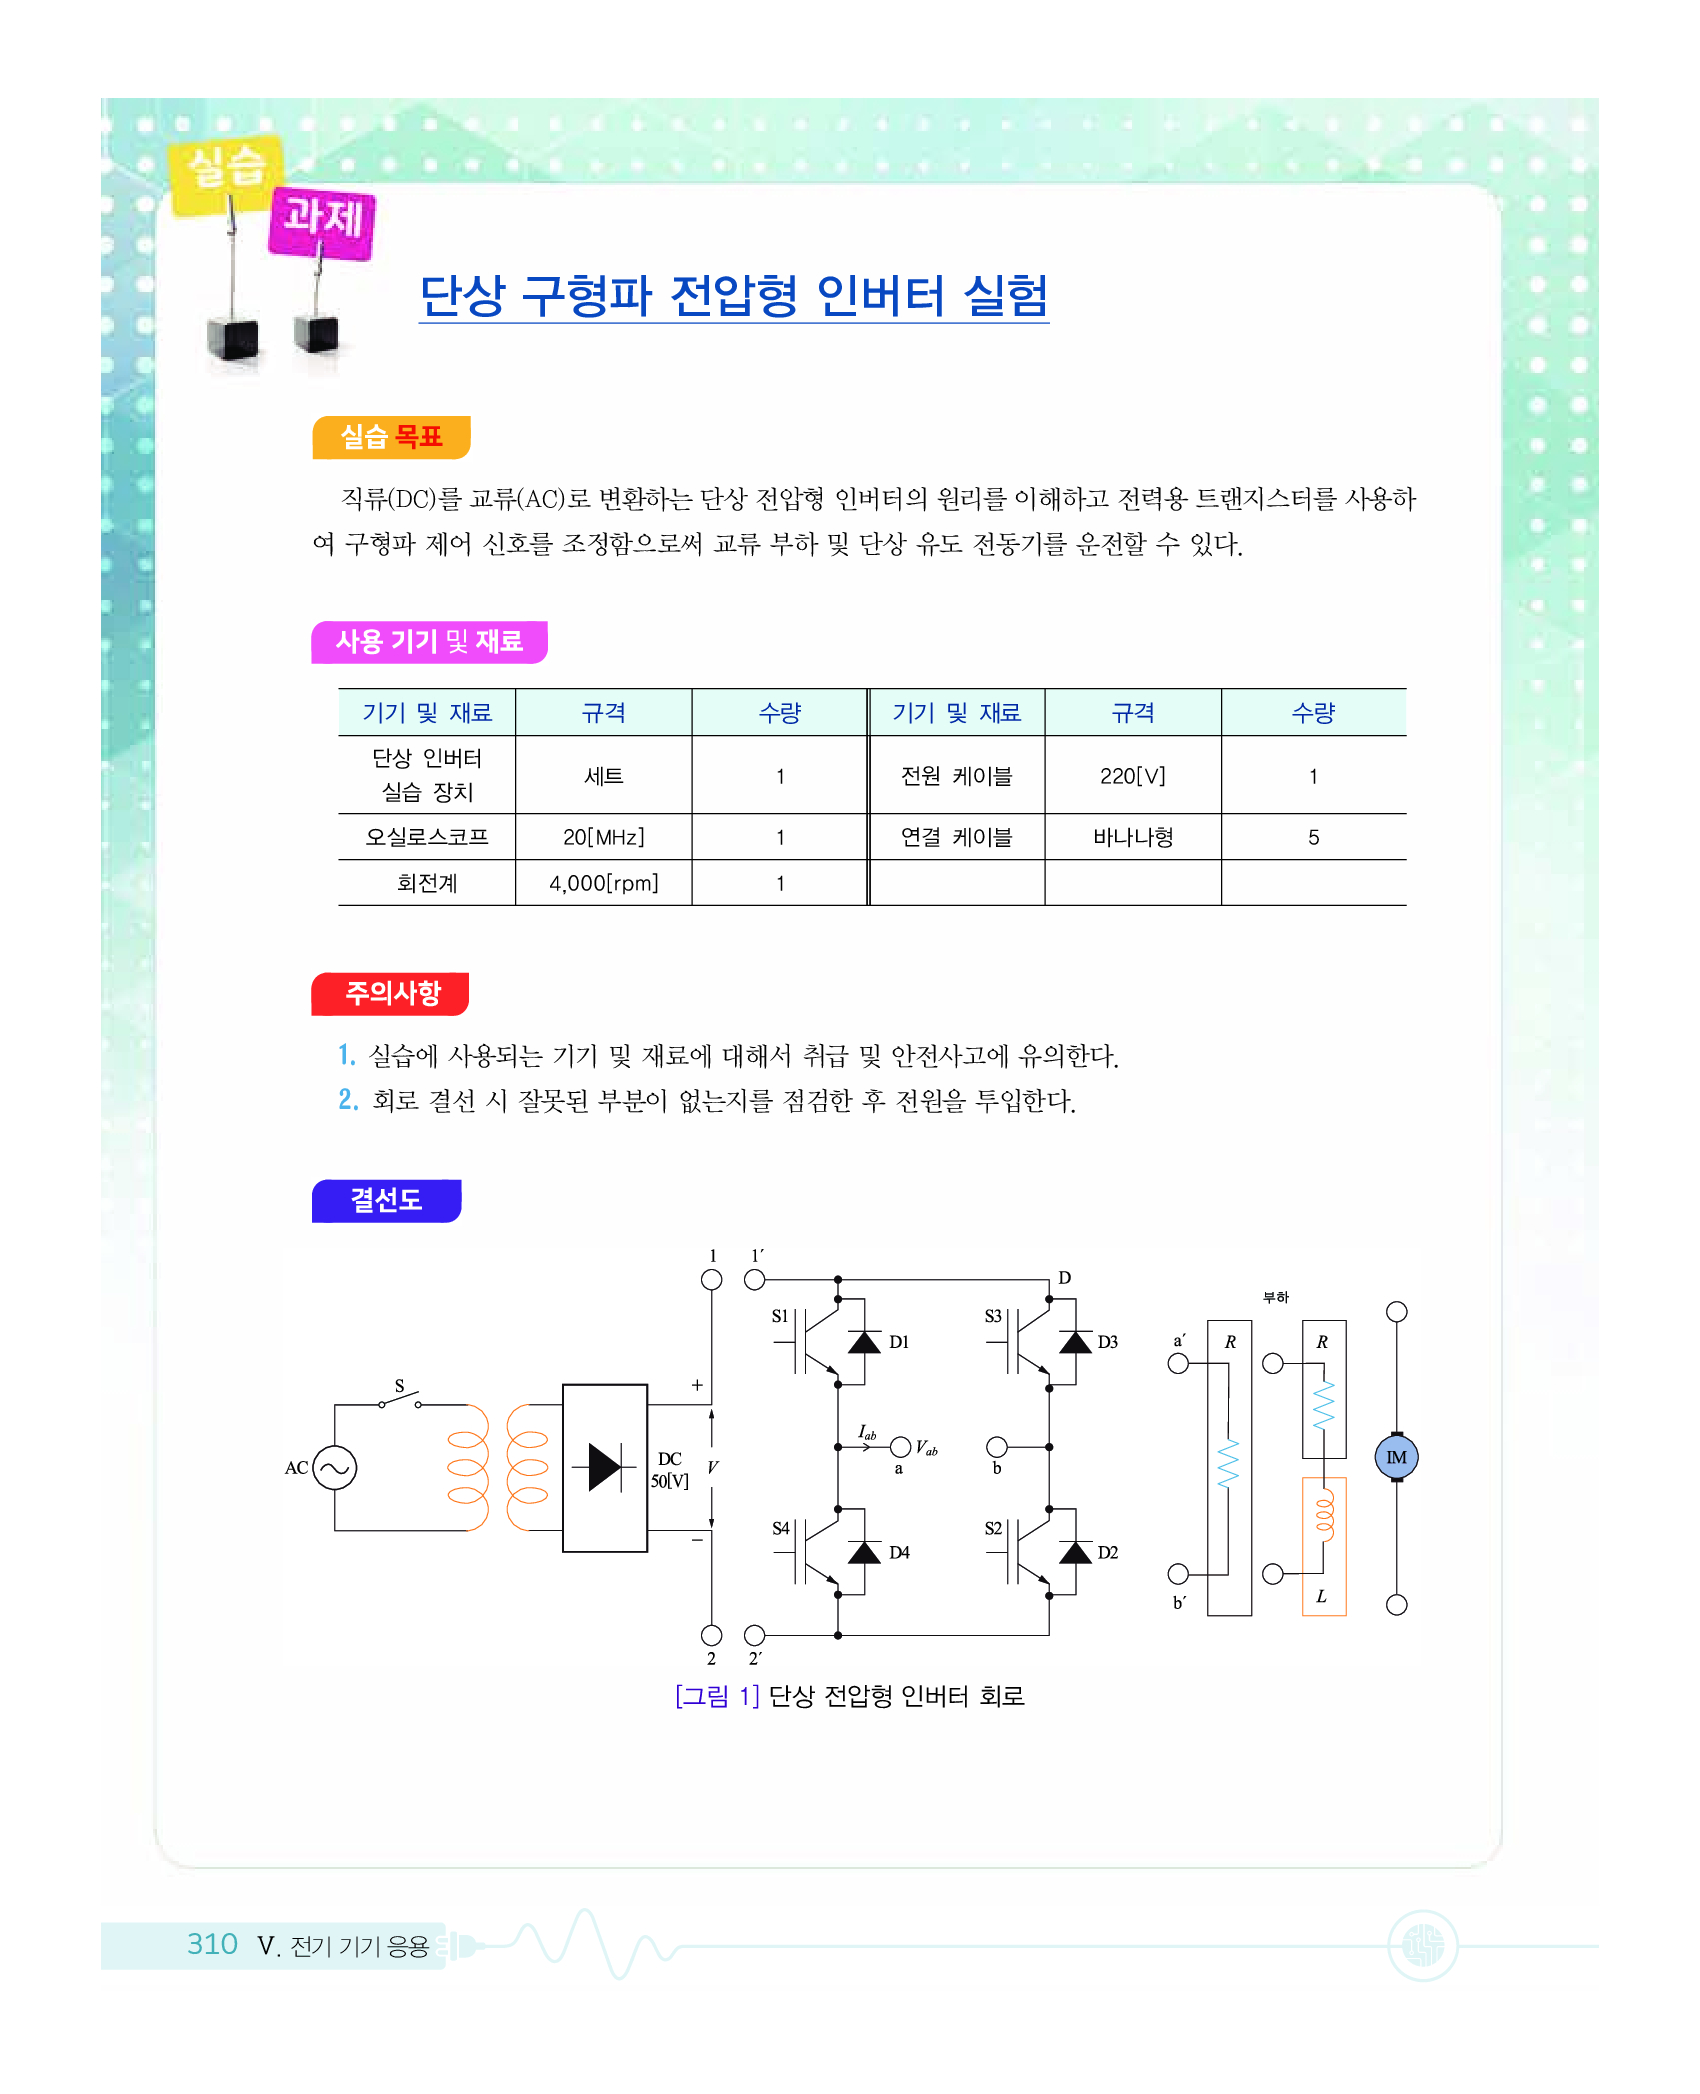 실습
과제
단상 구형파 전압형 인버터 실험
실습 목표
직류(DC)를 교류(AC)로 변환하는 단상 전압형 인버터의 원리를 이해하고 전력용 트랜지스터를 사용하
여 구형파 제어 신호를 조정함으로써 교류 부하 및 단상 유도 전동기를 운전할 수 있다.
사용 기기 및 재료
기기 및 재료 규격 수량 기기 및 재료 규격 수량
단상 인버터
실습 장치 세트 1 전원 케이블 220[V] 1
오실로스코프 20[MHz] 1 연결 케이블 바나나형 5
회전계 4,000[rpm] 1
주의사항
1. 실습에 사용되는 기기 및 재료에 대해서 취급 및 안전사고에 유의한다.
2. 회로 결선 시 잘못된 부분이 없는지를 점검한 후 전원을 투입한다.
결선도
1 1′
D
부하
S1 D1 S3 D3
a′ R R
S
+
AC
DC
50[V]
V
Iab
Vab
a b
IM
S4 D4 S2 D2
−
b′ L
2 2′
[그림 1] 단상 전압형 인버터 회로
310 Ⅴ. 전기 기기 응용